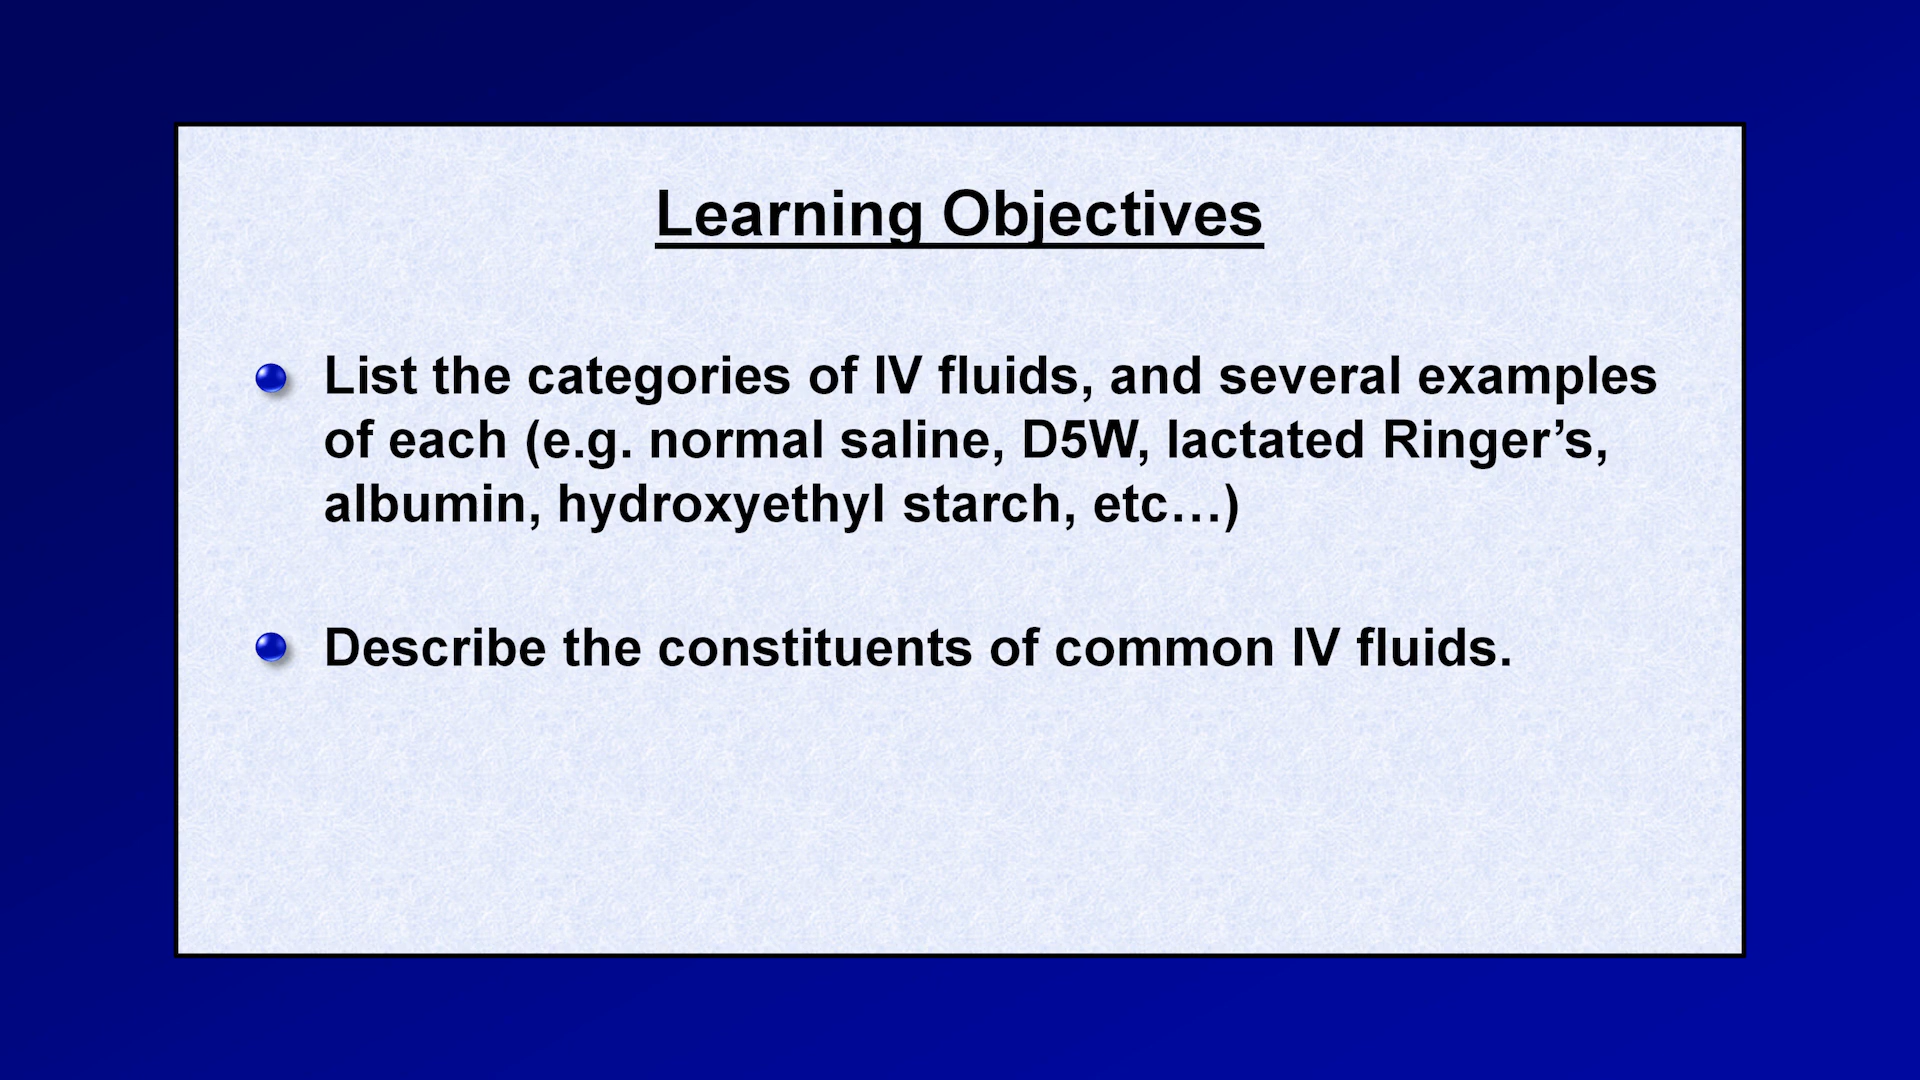 Learning Objectives
List the categories of IV fluids, and several examples
of each (e.g. normal saline, D5W, lactated Ringer’s,
albumin, hydroxyethyl starch, etc…)
Describe the constituents of common IV fluids.